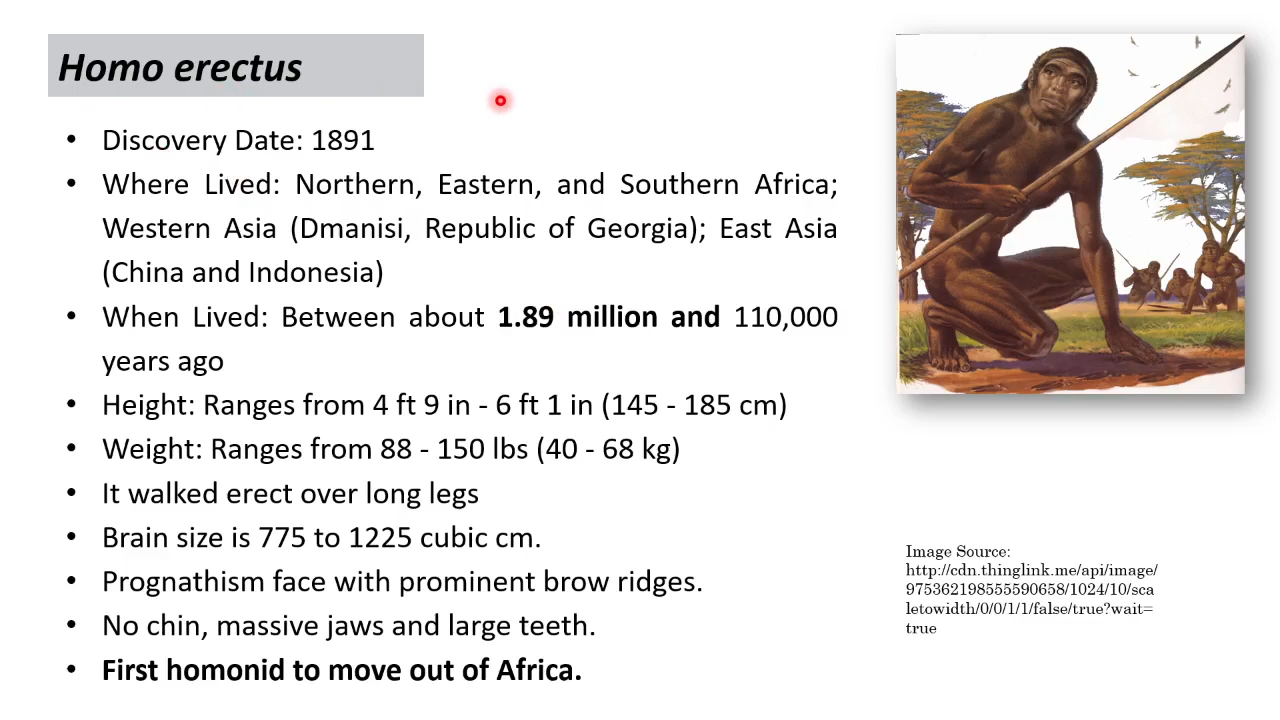 Homo erectus
• Discovery Date: 1891
• Where Lived: Northern, Eastern, and Southern Africa;
Western Asia (Dmanisi, Republic of Georgia); East Asia
(China and Indonesia)
• When Lived: Between about 1.89 million and 110,000
years ago
• Height: Ranges from 4 ft 9 in - 6 ft 1 in (145 - 185 cm)
• Weight: Ranges from 88 - 150 lbs (40 - 68 kg)
• It walked erect over long legs
• Brain size is 775 to 1225 cubic cm.
• Prognathism face with prominent brow ridges.
• No chin, massive jaws and large teeth.
• First homonid to move out of Africa.
Image Source:
http://cdn.thinglink.me/api/image/
975362198555590658/1024/10/sca
letowidth/0/0/1/1/false/true?wait=
true